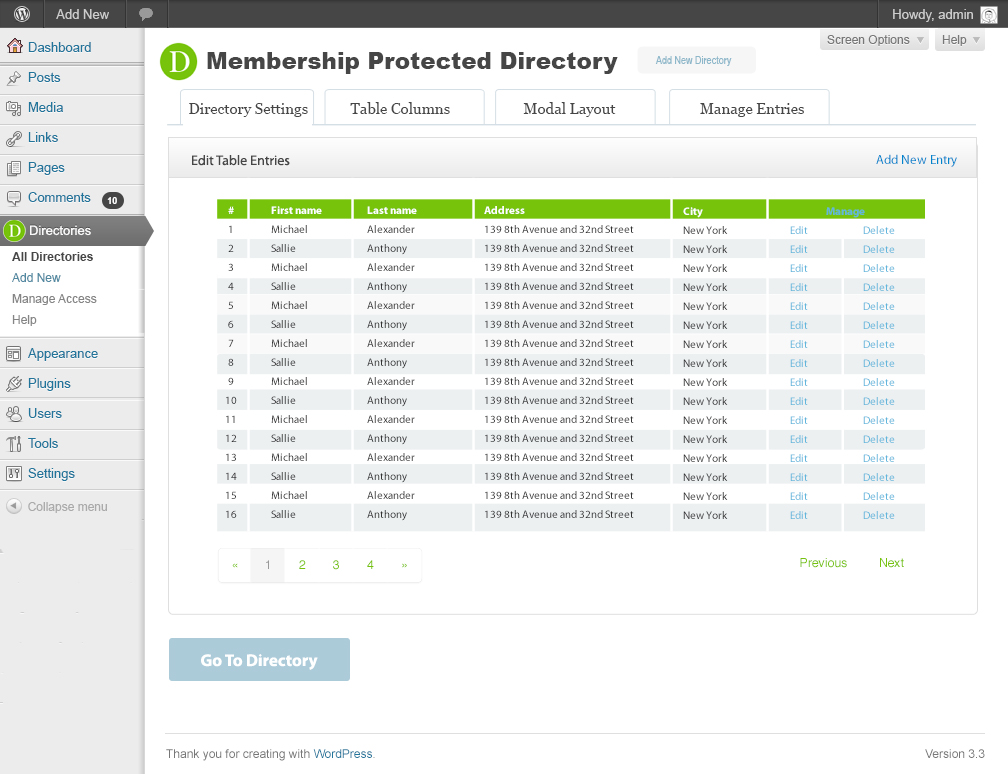 Add New
Howdy, admin
Screen Options
Help
Dashboard
Posts
Media
Links
Pages
Comments 10
D Directories
All Directories
Add New
Manage Access
Help
Appearance
Plugins
Users
Tools
Settings
Collapse menu
D Membership Protected Directory
Add New Directory
Directory Settings
Table Columns
Modal Layout
Manage Entries
Edit Table Entries
Add New Entry
# First name Last name Address City Manage
1 Michael Alexander 139 8th Avenue and 32nd Street New York Edit Delete
2 Sallie Anthony 139 8th Avenue and 32nd Street New York Edit Delete
3 Michael Alexander 139 8th Avenue and 32nd Street New York Edit Delete
4 Sallie Anthony 139 8th Avenue and 32nd Street New York Edit Delete
5 Michael Alexander 139 8th Avenue and 32nd Street New York Edit Delete
6 Sallie Anthony 139 8th Avenue and 32nd Street New York Edit Delete
7 Michael Alexander 139 8th Avenue and 32nd Street New York Edit Delete
8 Sallie Anthony 139 8th Avenue and 32nd Street New York Edit Delete
9 Michael Alexander 139 8th Avenue and 32nd Street New York Edit Delete
10 Sallie Anthony 139 8th Avenue and 32nd Street New York Edit Delete
11 Michael Alexander 139 8th Avenue and 32nd Street New York Edit Delete
12 Sallie Anthony 139 8th Avenue and 32nd Street New York Edit Delete
13 Michael Alexander 139 8th Avenue and 32nd Street New York Edit Delete
14 Sallie Anthony 139 8th Avenue and 32nd Street New York Edit Delete
15 Michael Alexander 139 8th Avenue and 32nd Street New York Edit Delete
16 Sallie Anthony 139 8th Avenue and 32nd Street New York Edit Delete
« 1 2 3 4 »
Previous Next
Go To Directory
Thank you for creating with WordPress.
Version 3.3